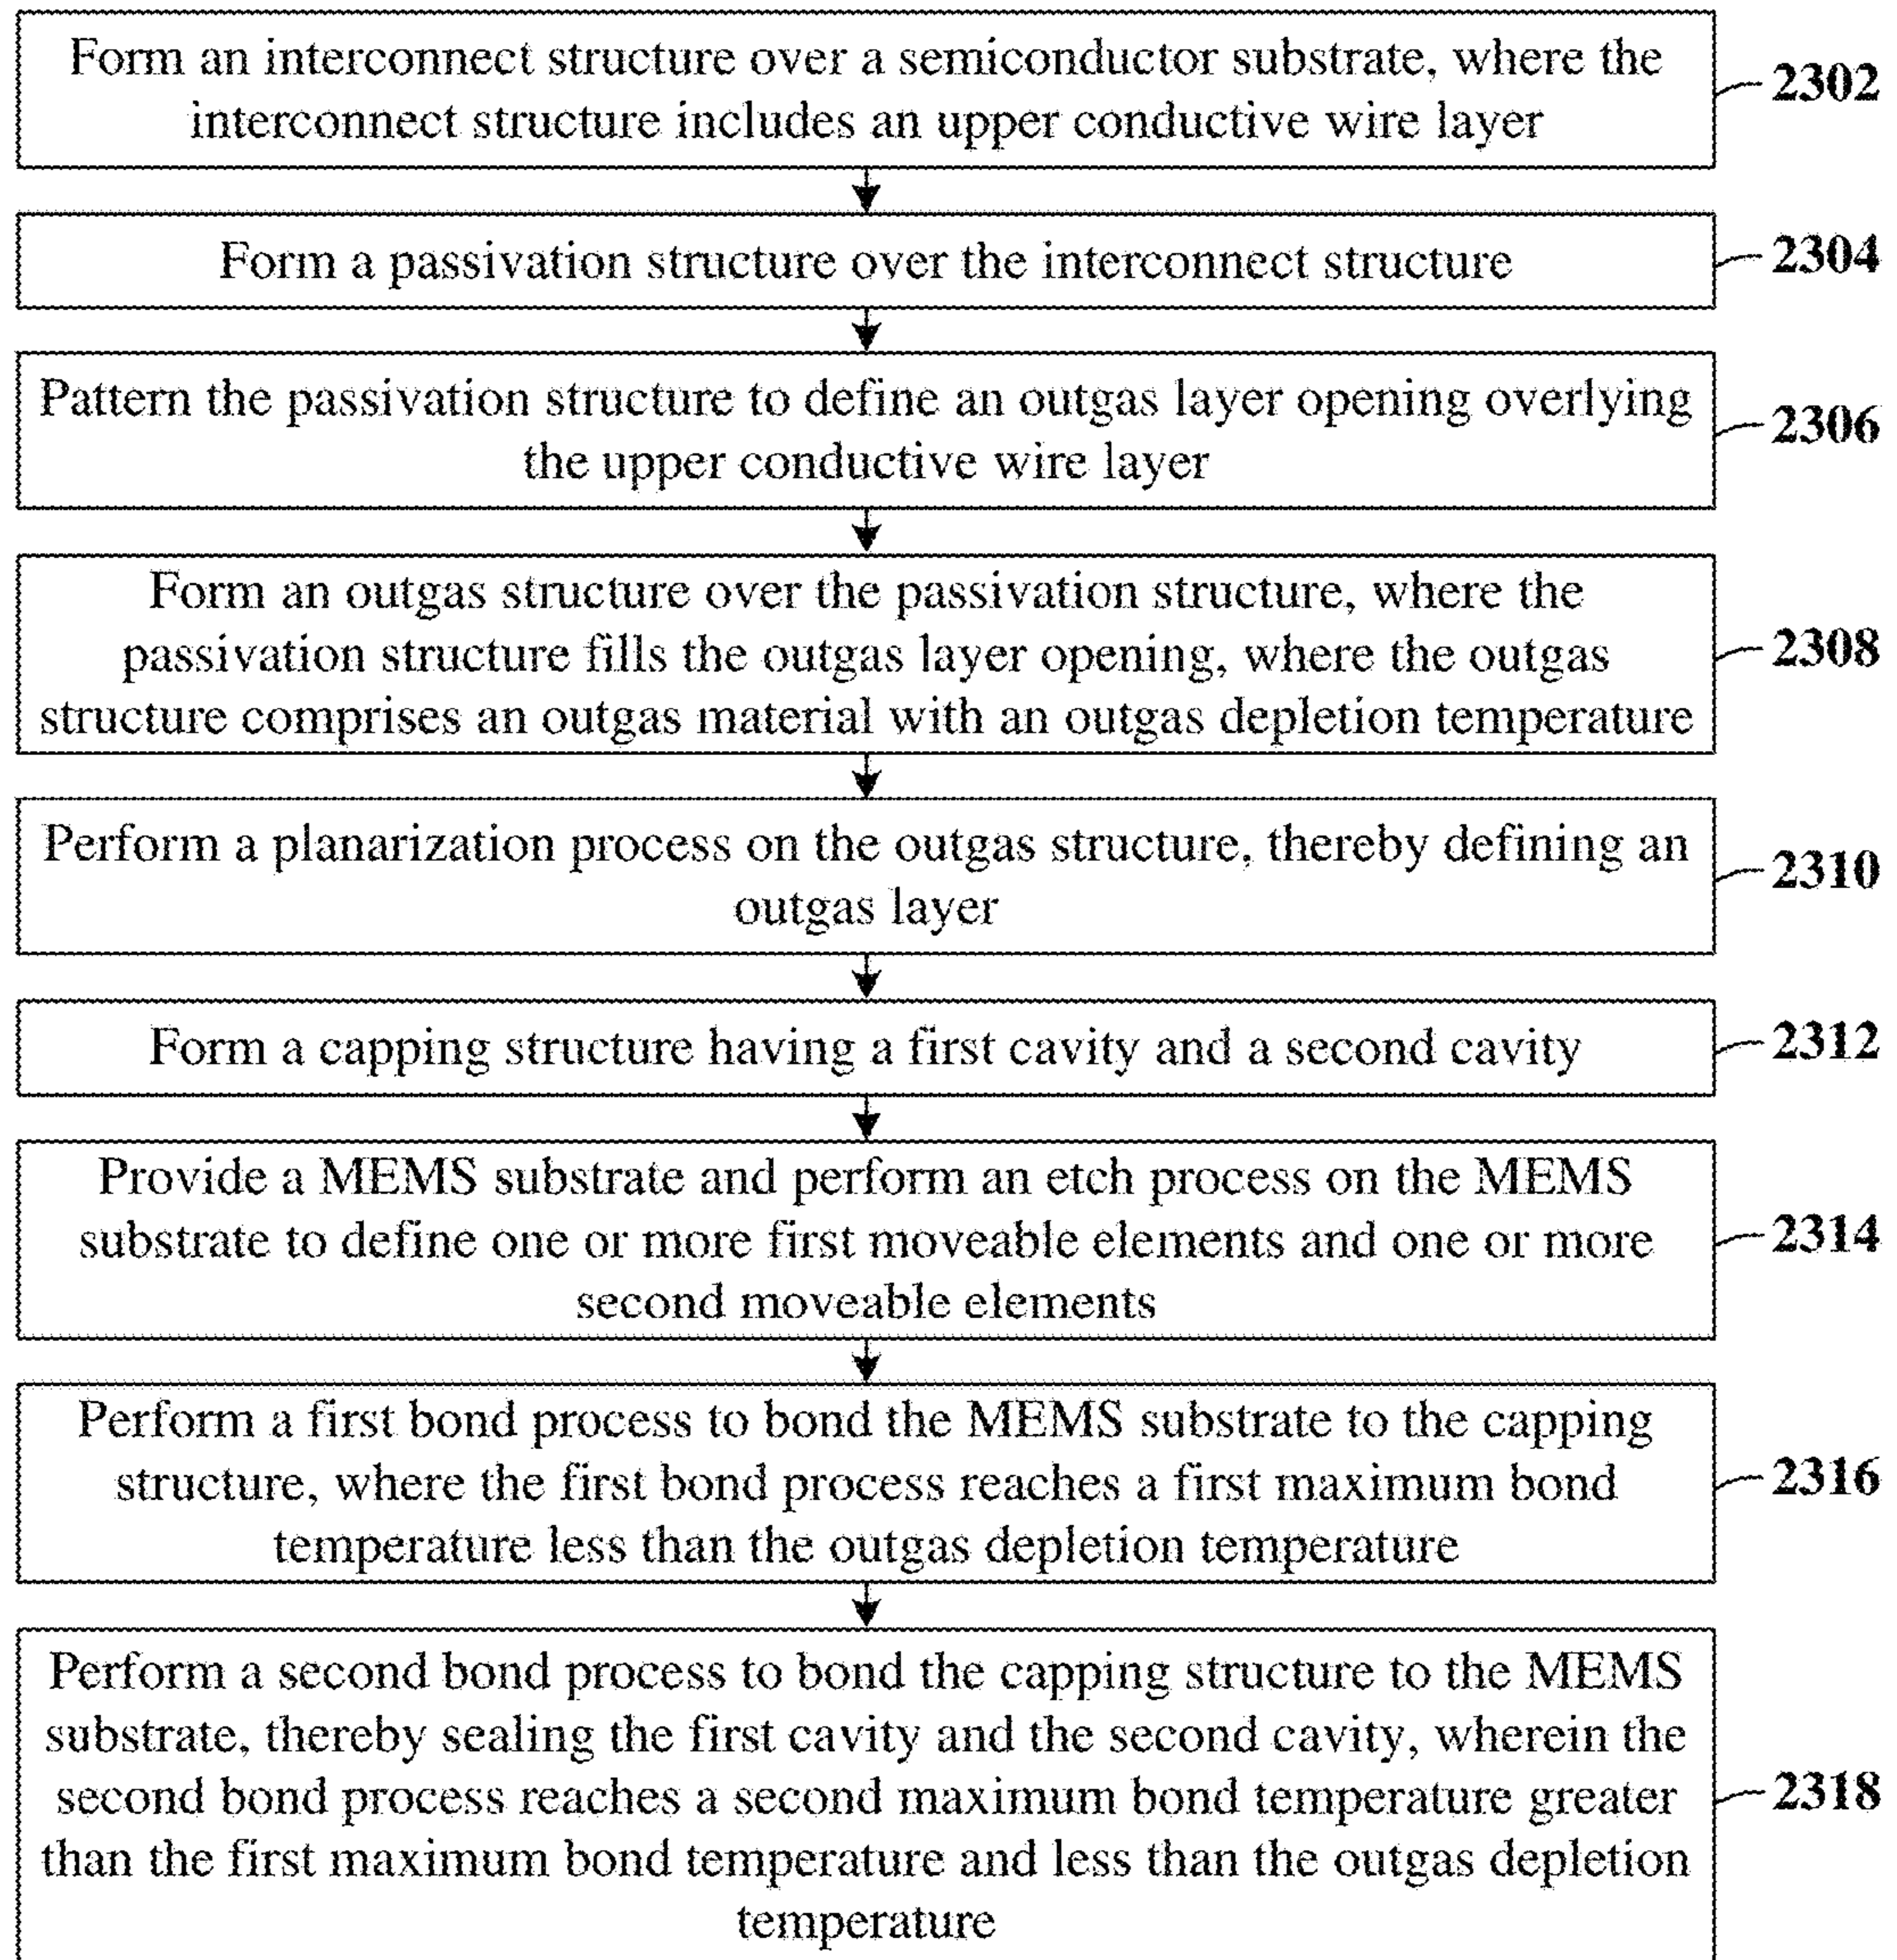 Form an interconnect structure over a semiconductor substrate, where the
interconnect structure includes an upper conductive wire layer
2302
Form a passivation structure over the interconnect structure
2304
Pattern the passivation structure to define an outgas layer opening overlying
the upper conductive wire layer
2306
Form an outgas structure over the passivation structure, where the
passivation structure fills the outgas layer opening, where the outgas
structure comprises an outgas material with an outgas depletion temperature
2308
Perform a planarization process on the outgas structure, thereby defining an
outgas layer
2310
Form a capping structure having a first cavity and a second cavity
2312
Provide a MEMS substrate and perform an etch process on the MEMS
substrate to define one or more first moveable elements and one or more
second moveable elements
2314
Perform a first bond process to bond the MEMS substrate to the capping
structure, where the first bond process reaches a first maximum bond
temperature less than the outgas depletion temperature
2316
Perform a second bond process to bond the capping structure to the MEMS
substrate, thereby sealing the first cavity and the second cavity, wherein the
second bond process reaches a second maximum bond temperature greater
than the first maximum bond temperature and less than the outgas depletion
temperature
2318